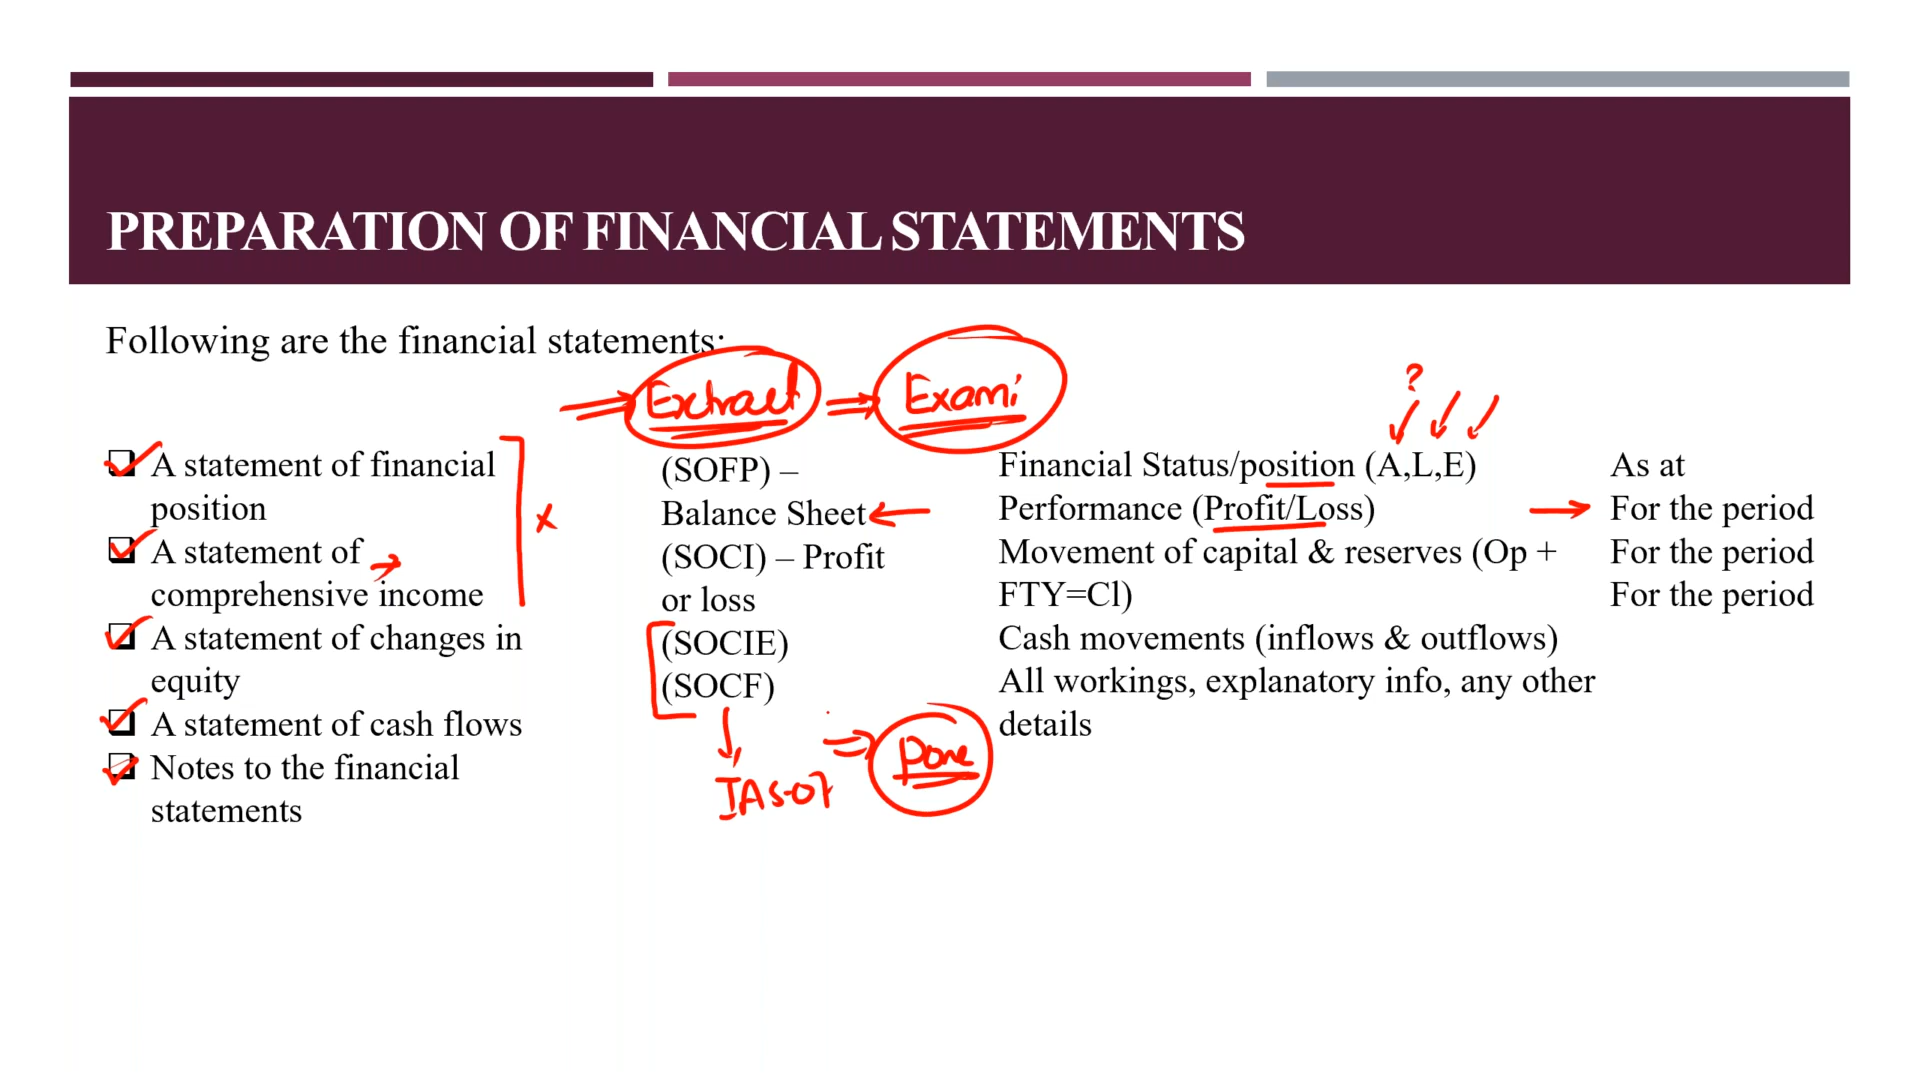 PREPARATION OF FINANCIAL STATEMENTS
Following are the financial statements:
Extract
Exami
?
A statement of financial
position
A statement of
comprehensive income
A statement of changes in
equity
A statement of cash flows
Notes to the financial
statements
x
(SOFP) –
Balance Sheet
(SOCI) – Profit
or loss
(SOCIE)
(SOCF)
IAS-07
Done
Financial Status/position (A,L,E)
Performance (Profit/Loss)
Movement of capital & reserves (Op +
FTY=Cl)
Cash movements (inflows & outflows)
All workings, explanatory info, any other
details
As at
For the period
For the period
For the period